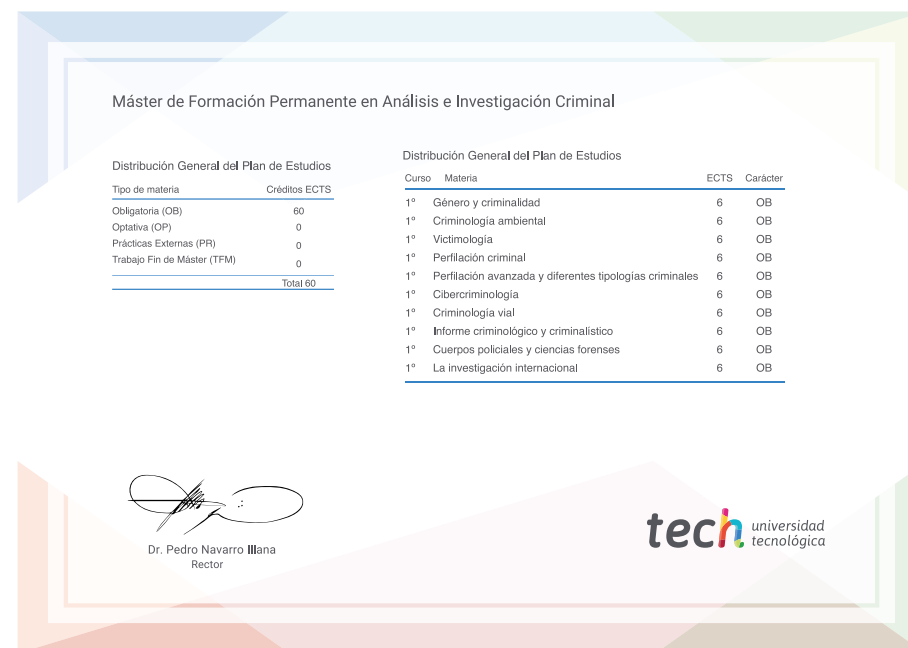 Máster de Formación Permanente en Análisis e Investigación Criminal
Distribución General del Plan de Estudios
Tipo de materia Créditos ECTS
Obligatoria (OB) 60
Optativa (OP) 0
Prácticas Externas (PR) 0
Trabajo Fin de Máster (TFM) 0
Total 60
Distribución General del Plan de Estudios
Curso Materia ECTS Carácter
1º Género y criminalidad 6 OB
1º Criminología ambiental 6 OB
1º Victimología 6 OB
1º Perfilación criminal 6 OB
1º Perfilación avanzada y diferentes tipologías criminales 6 OB
1º Cibercriminología 6 OB
1º Criminología vial 6 OB
1º Informe criminológico y criminalístico 6 OB
1º Cuerpos policiales y ciencias forenses 6 OB
1º La investigación internacional 6 OB
Dr. Pedro Navarro Illana
Rector
tech universidad
tecnológica